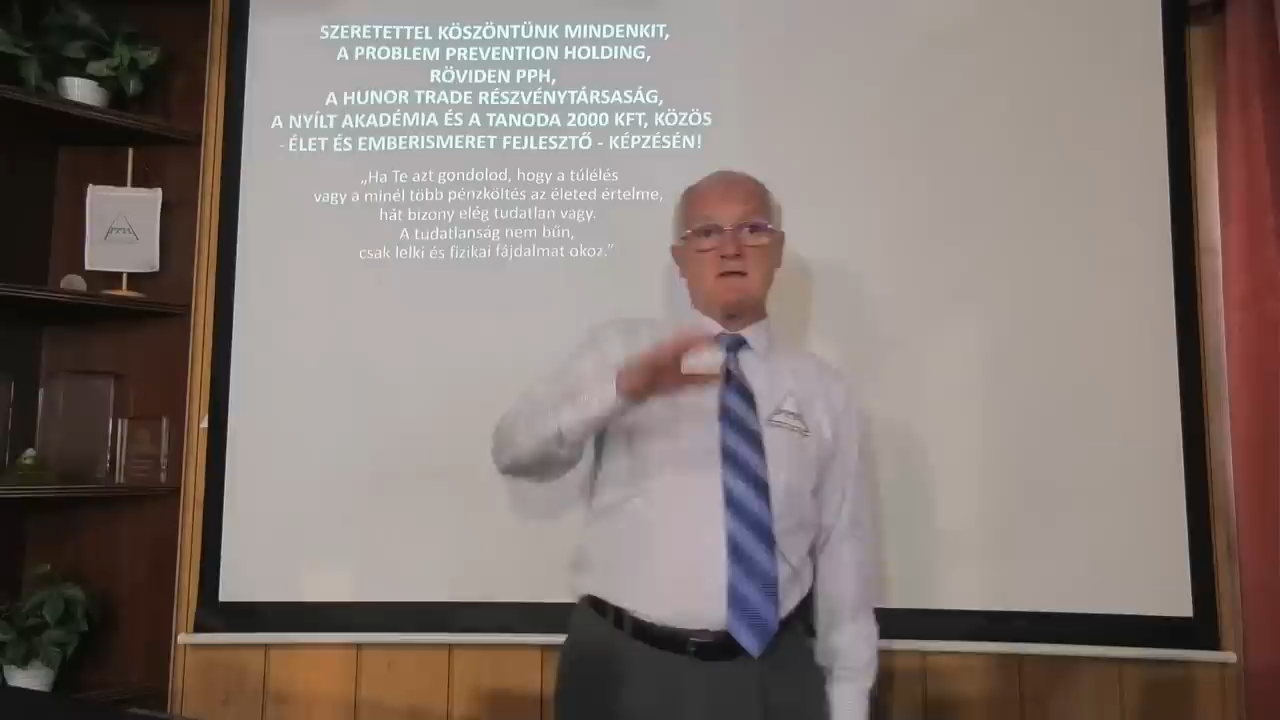 SZERETETTEL KÖSZÖNTÜNK MINDENKIT,
A PROBLEM PREVENTION HOLDING,
RÖVIDEN PPH,
A HUNOR TRADE RÉSZVÉNYTÁRSASÁG,
A NYÍLT AKADÉMIA ÉS A TANODA 2000 KFT, KÖZÖS
- ÉLET ÉS EMBERISMERET FEJLESZTŐ - KÉPZÉSÉN!
„Ha Te azt gondolod, hogy a túlélés
vagy a minél több pénzköltés az életed értelme,
hát bizony elég tudatlan vagy.
A tudatlanság nem bűn,
csak lelki és fizikai fájdalmat okoz.”